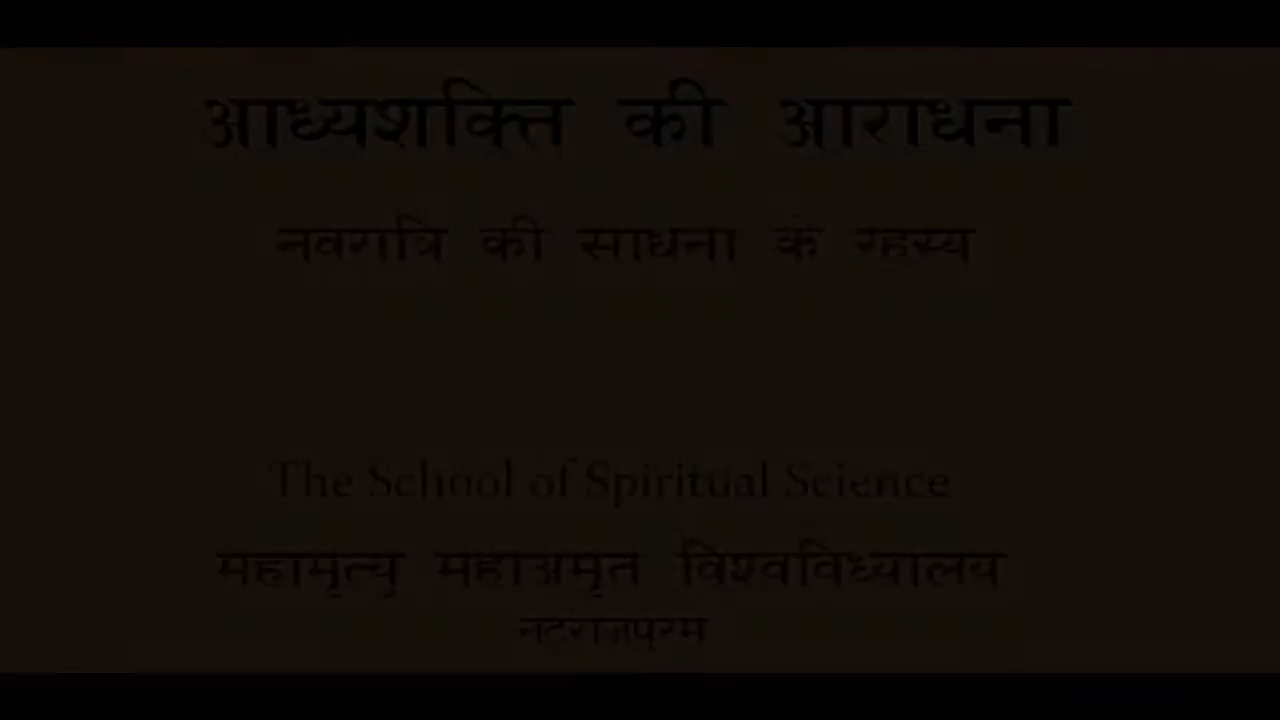 आध्यशक्ति की आराधना
नवरात्रि की साधना के रहस्य
The School of Spiritual Science
महामृत्यु महाअमृत विश्वविध्यालय
नटराजपुरम